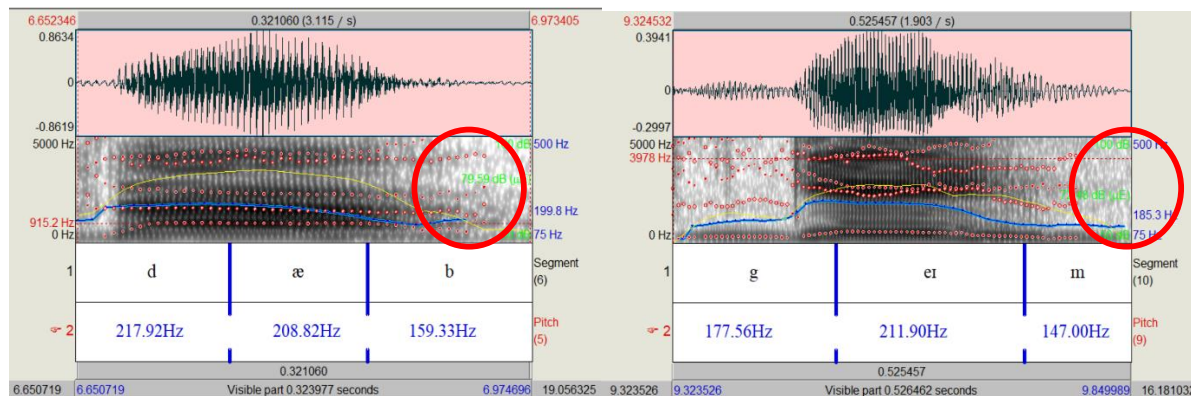 6.652346 0.321060 (3.115 / s) 6.973405
0.8634
0
-0.8619
5000 Hz 500 Hz
79.59 dB
199.8 Hz
915.2 Hz
0 Hz 75 Hz
1 d æ b Segment
(6)
2 217.92Hz 208.82Hz 159.33Hz Pitch
(5)
0.321060
6.650719 6.650719 Visible part 0.323977 seconds 6.974696 19.056325
9.324532 0.525457 (1.903 / s)
0.3941
0
-0.2997
5000 Hz 100 dB 500 Hz
3978 Hz
185.3 Hz
0 Hz 75 Hz
1 g eɪ m Segment
(10)
2 177.56Hz 211.90Hz 147.00Hz Pitch
(9)
0.525457
9.323526 9.323526 Visible part 0.526462 seconds 9.849989 16.181033